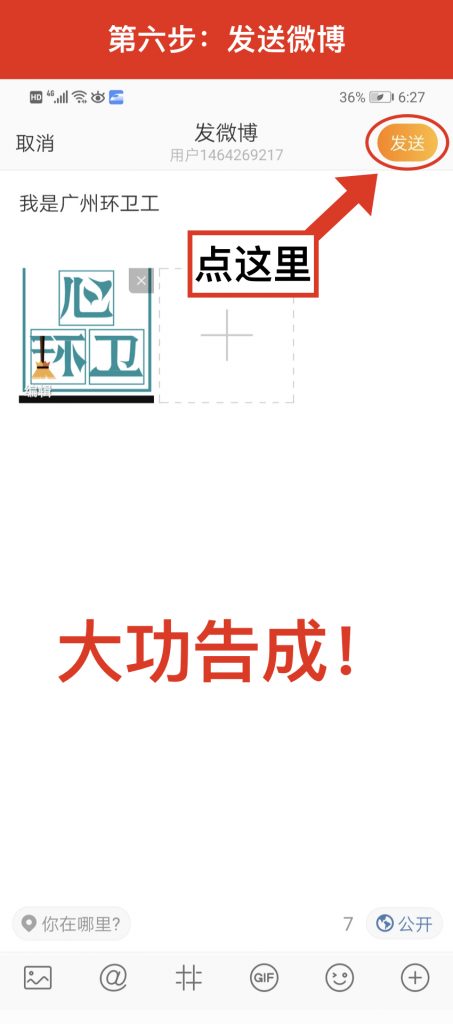 第六步：发送微博
HD 4G 36% 6:27
取消
发微博
用户1464269217
发送
我是广州环卫工
点这里
心
环卫
编辑
大功告成！
你在哪里?
7
公开
@
GIF